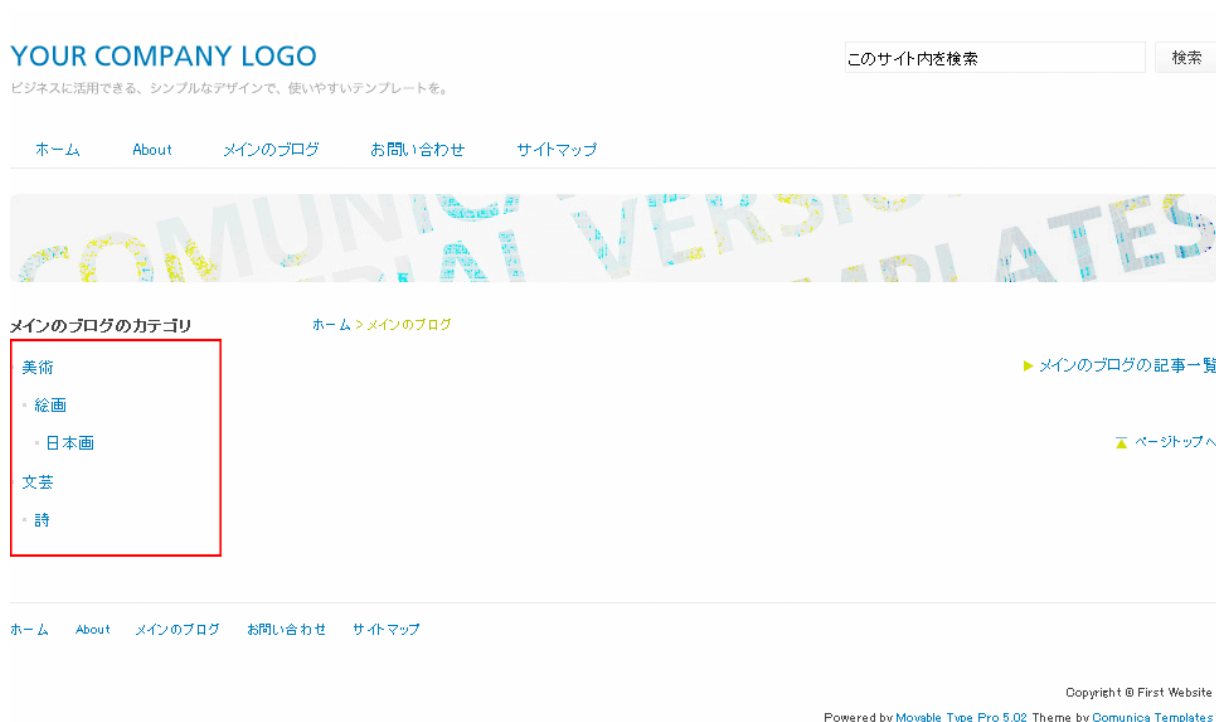 YOUR COMPANY LOGO
ビジネスに活用できる、シンプルなデザインで、使いやすいテンプレートを。
このサイト内を検索
検索
ホーム About メインのブログ お問い合わせ サイトマップ
COMUNICA
VERSIO
TEMPLATES
メインのブログのカテゴリ
美術
絵画
日本画
文芸
詩
ホーム > メインのブログ
メインのブログの記事一覧
ページトップへ
ホーム About メインのブログ お問い合わせ サイトマップ
Copyright © First Website
Powered by Movable Type Pro 5.02 Theme by Comunica Templates